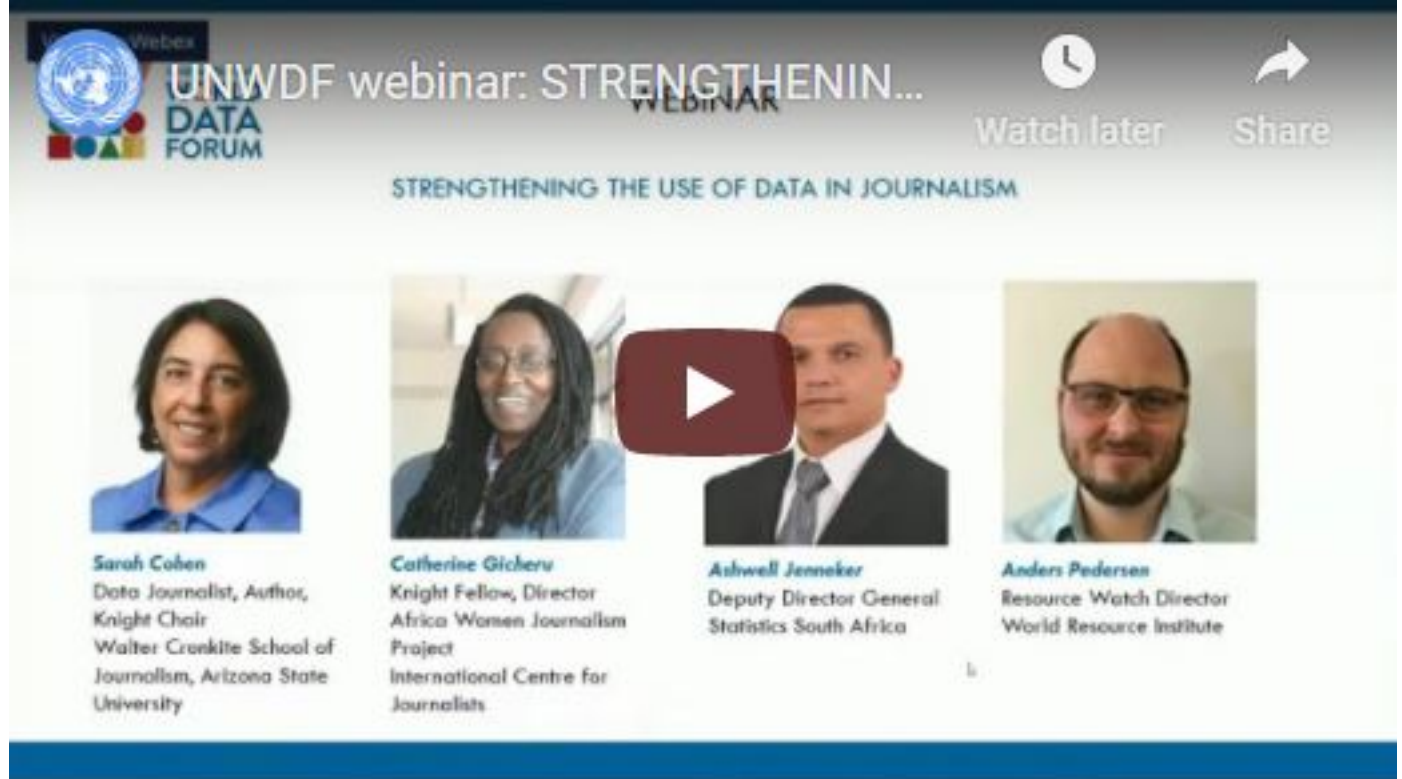 UNWDF webinar: STRENGTHENIN...
Watch later
Share
DATA
FORUM
WEBINAR
STRENGTHENING THE USE OF DATA IN JOURNALISM
Sarah Cohen
Data Journalist, Author,
Knight Chair
Walter Cronkite School of
Journalism, Arizona State
University
Catherine Gicheru
Knight Fellow, Director
Africa Women Journalism
Project
International Centre for
Journalists
Ashwell Jenneker
Deputy Director General
Statistics South Africa
Anders Pedersen
Resource Watch Director
World Resource Institute